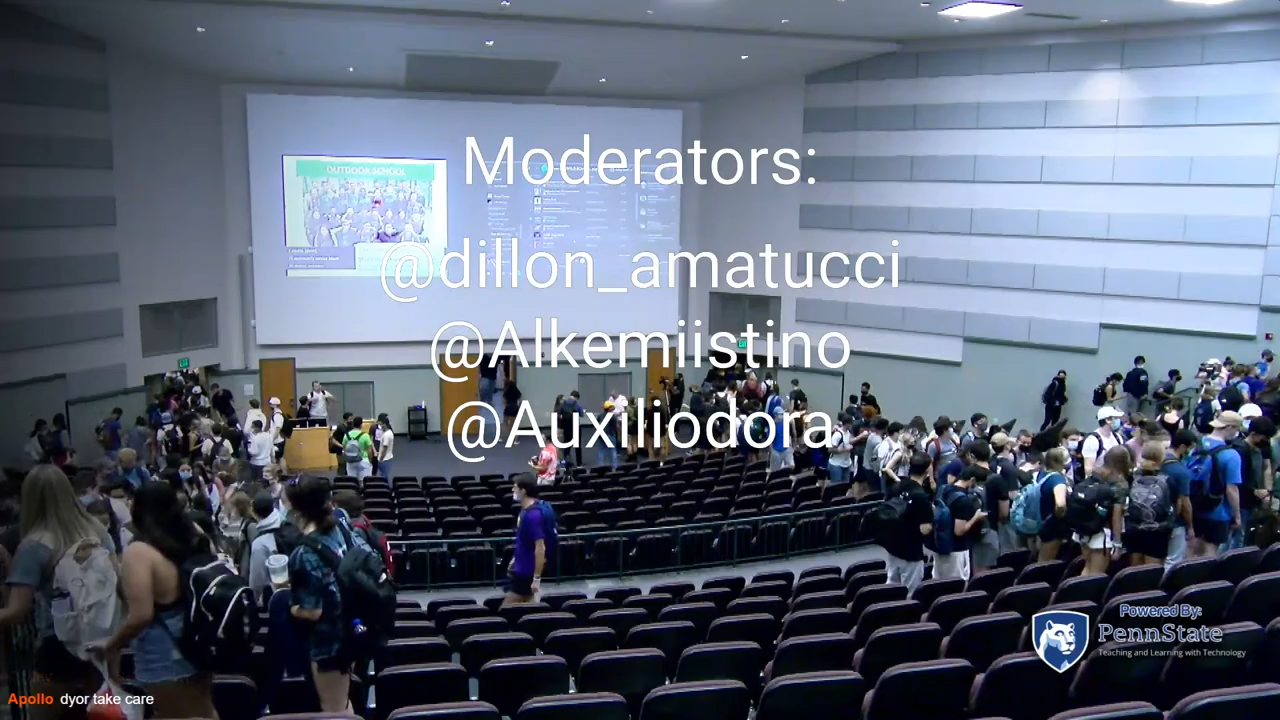 OUTDOOR SCHOOL
Moderators:
@dillon_amatucci
@Alkemiistino
@Auxiliodora
Powered By:
PennState
Teaching and Learning with Technology
Apollo dyor take care